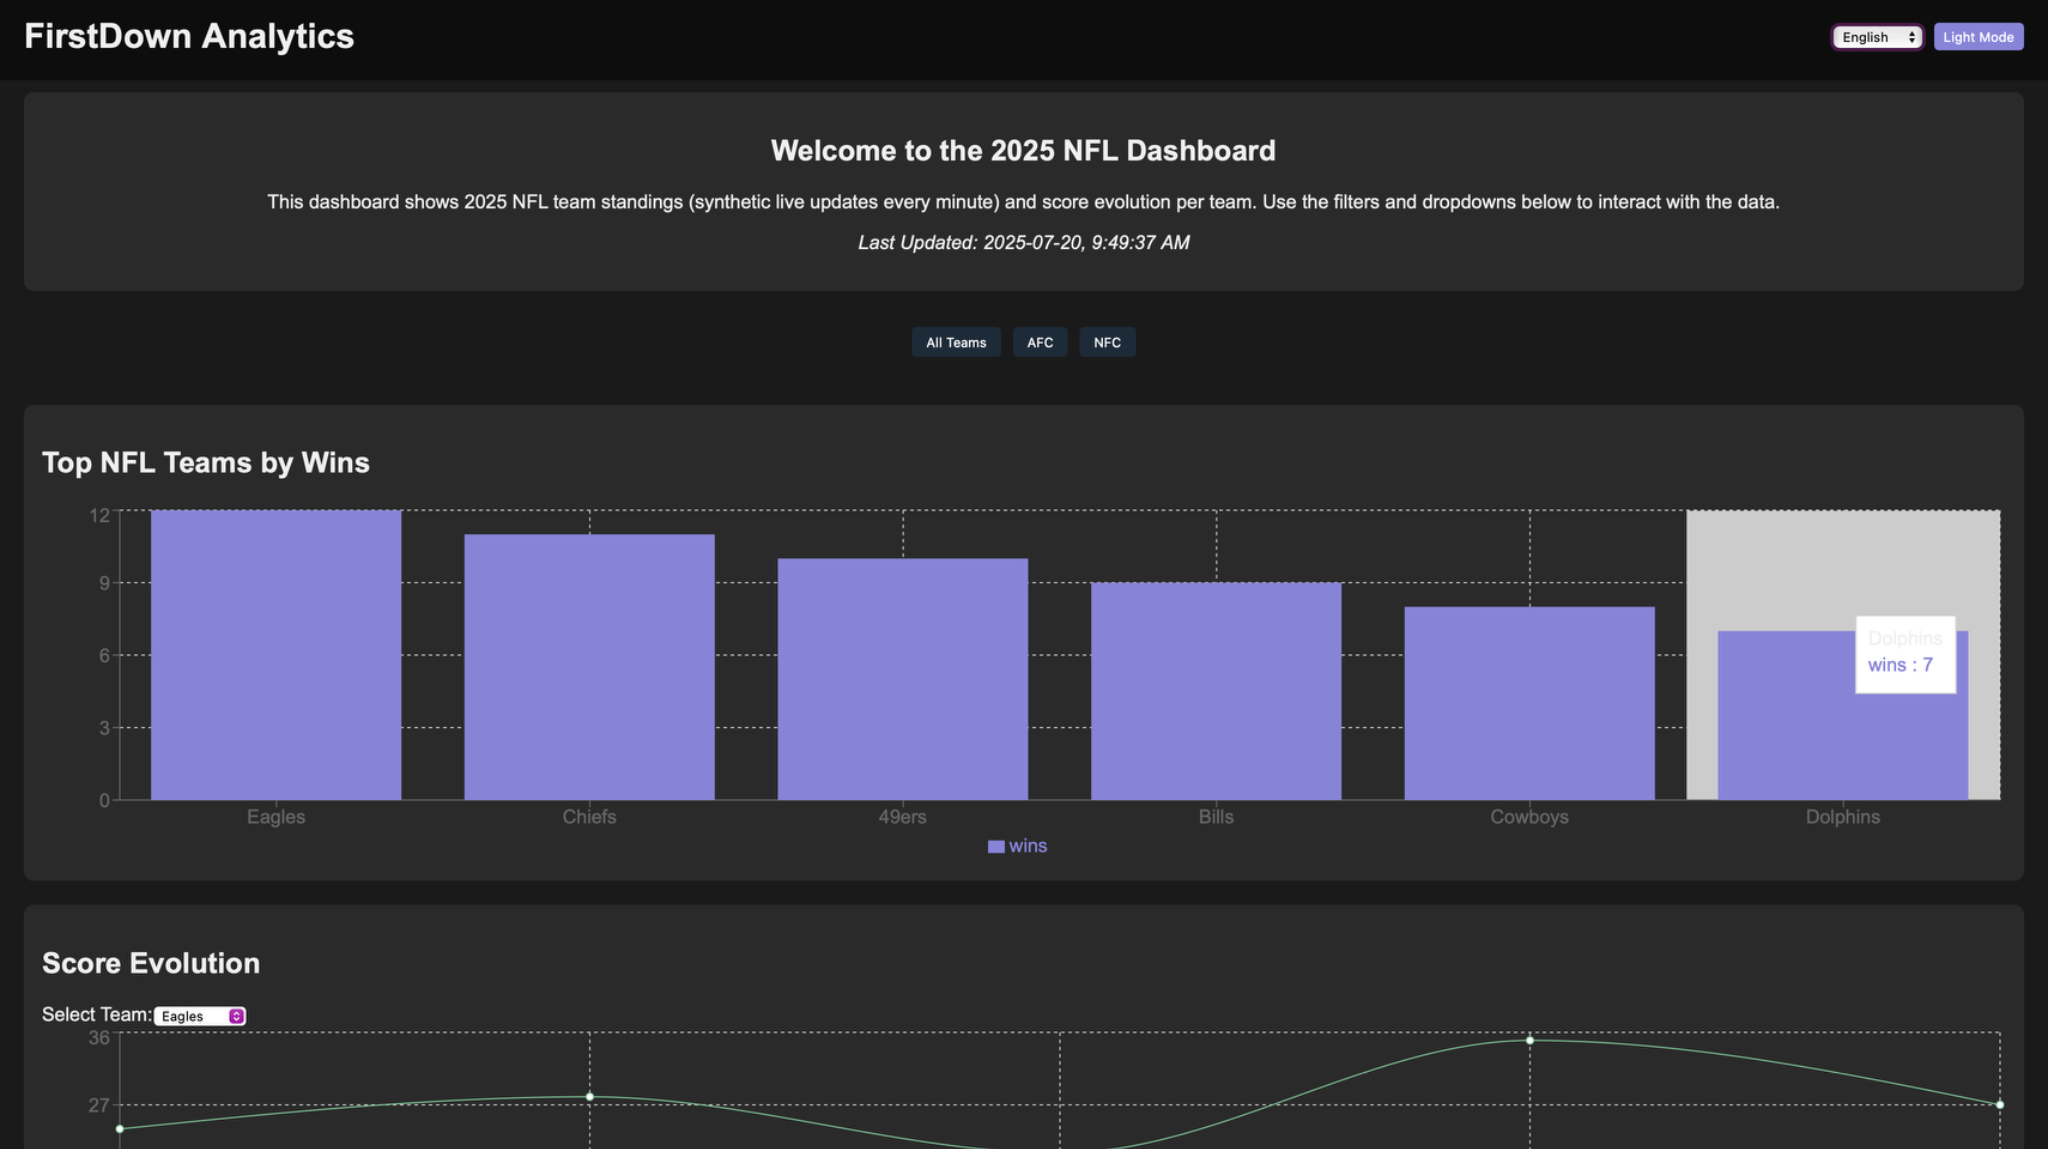 FirstDown Analytics
English
Light Mode
Welcome to the 2025 NFL Dashboard
This dashboard shows 2025 NFL team standings (synthetic live updates every minute) and score evolution per team. Use the filters and dropdowns below to interact with the data.
Last Updated: 2025-07-20, 9:49:37 AM
All Teams
AFC
NFC
Top NFL Teams by Wins
12
9
6
3
0
Dolphins
wins : 7
Eagles
Chiefs
49ers
Bills
Cowboys
Dolphins
wins
Score Evolution
Select Team: Eagles
36
27